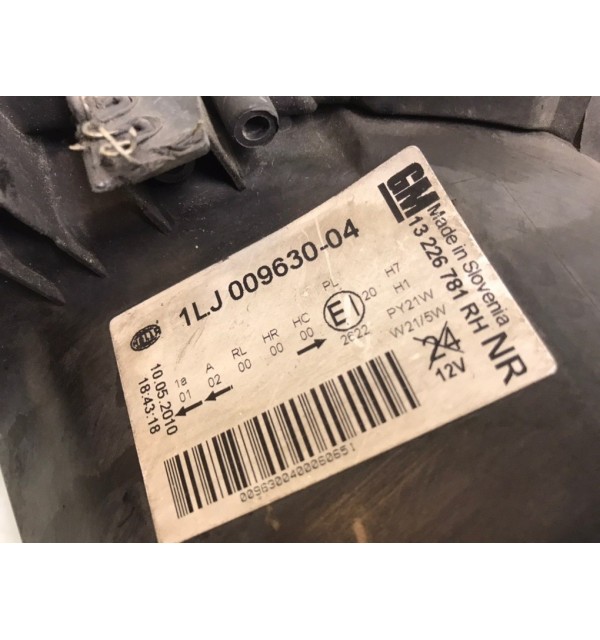 GM
13 226 781 RH
NR
Made in Slovenia
1LJ 009630-04
HELLA
10.05.2010
18:43:18
1a A RL HR HC PL
01 02 00 00 00 E1 20
2622
H7
H1
PY21W
W21/5W
24
12V
0096300400060651